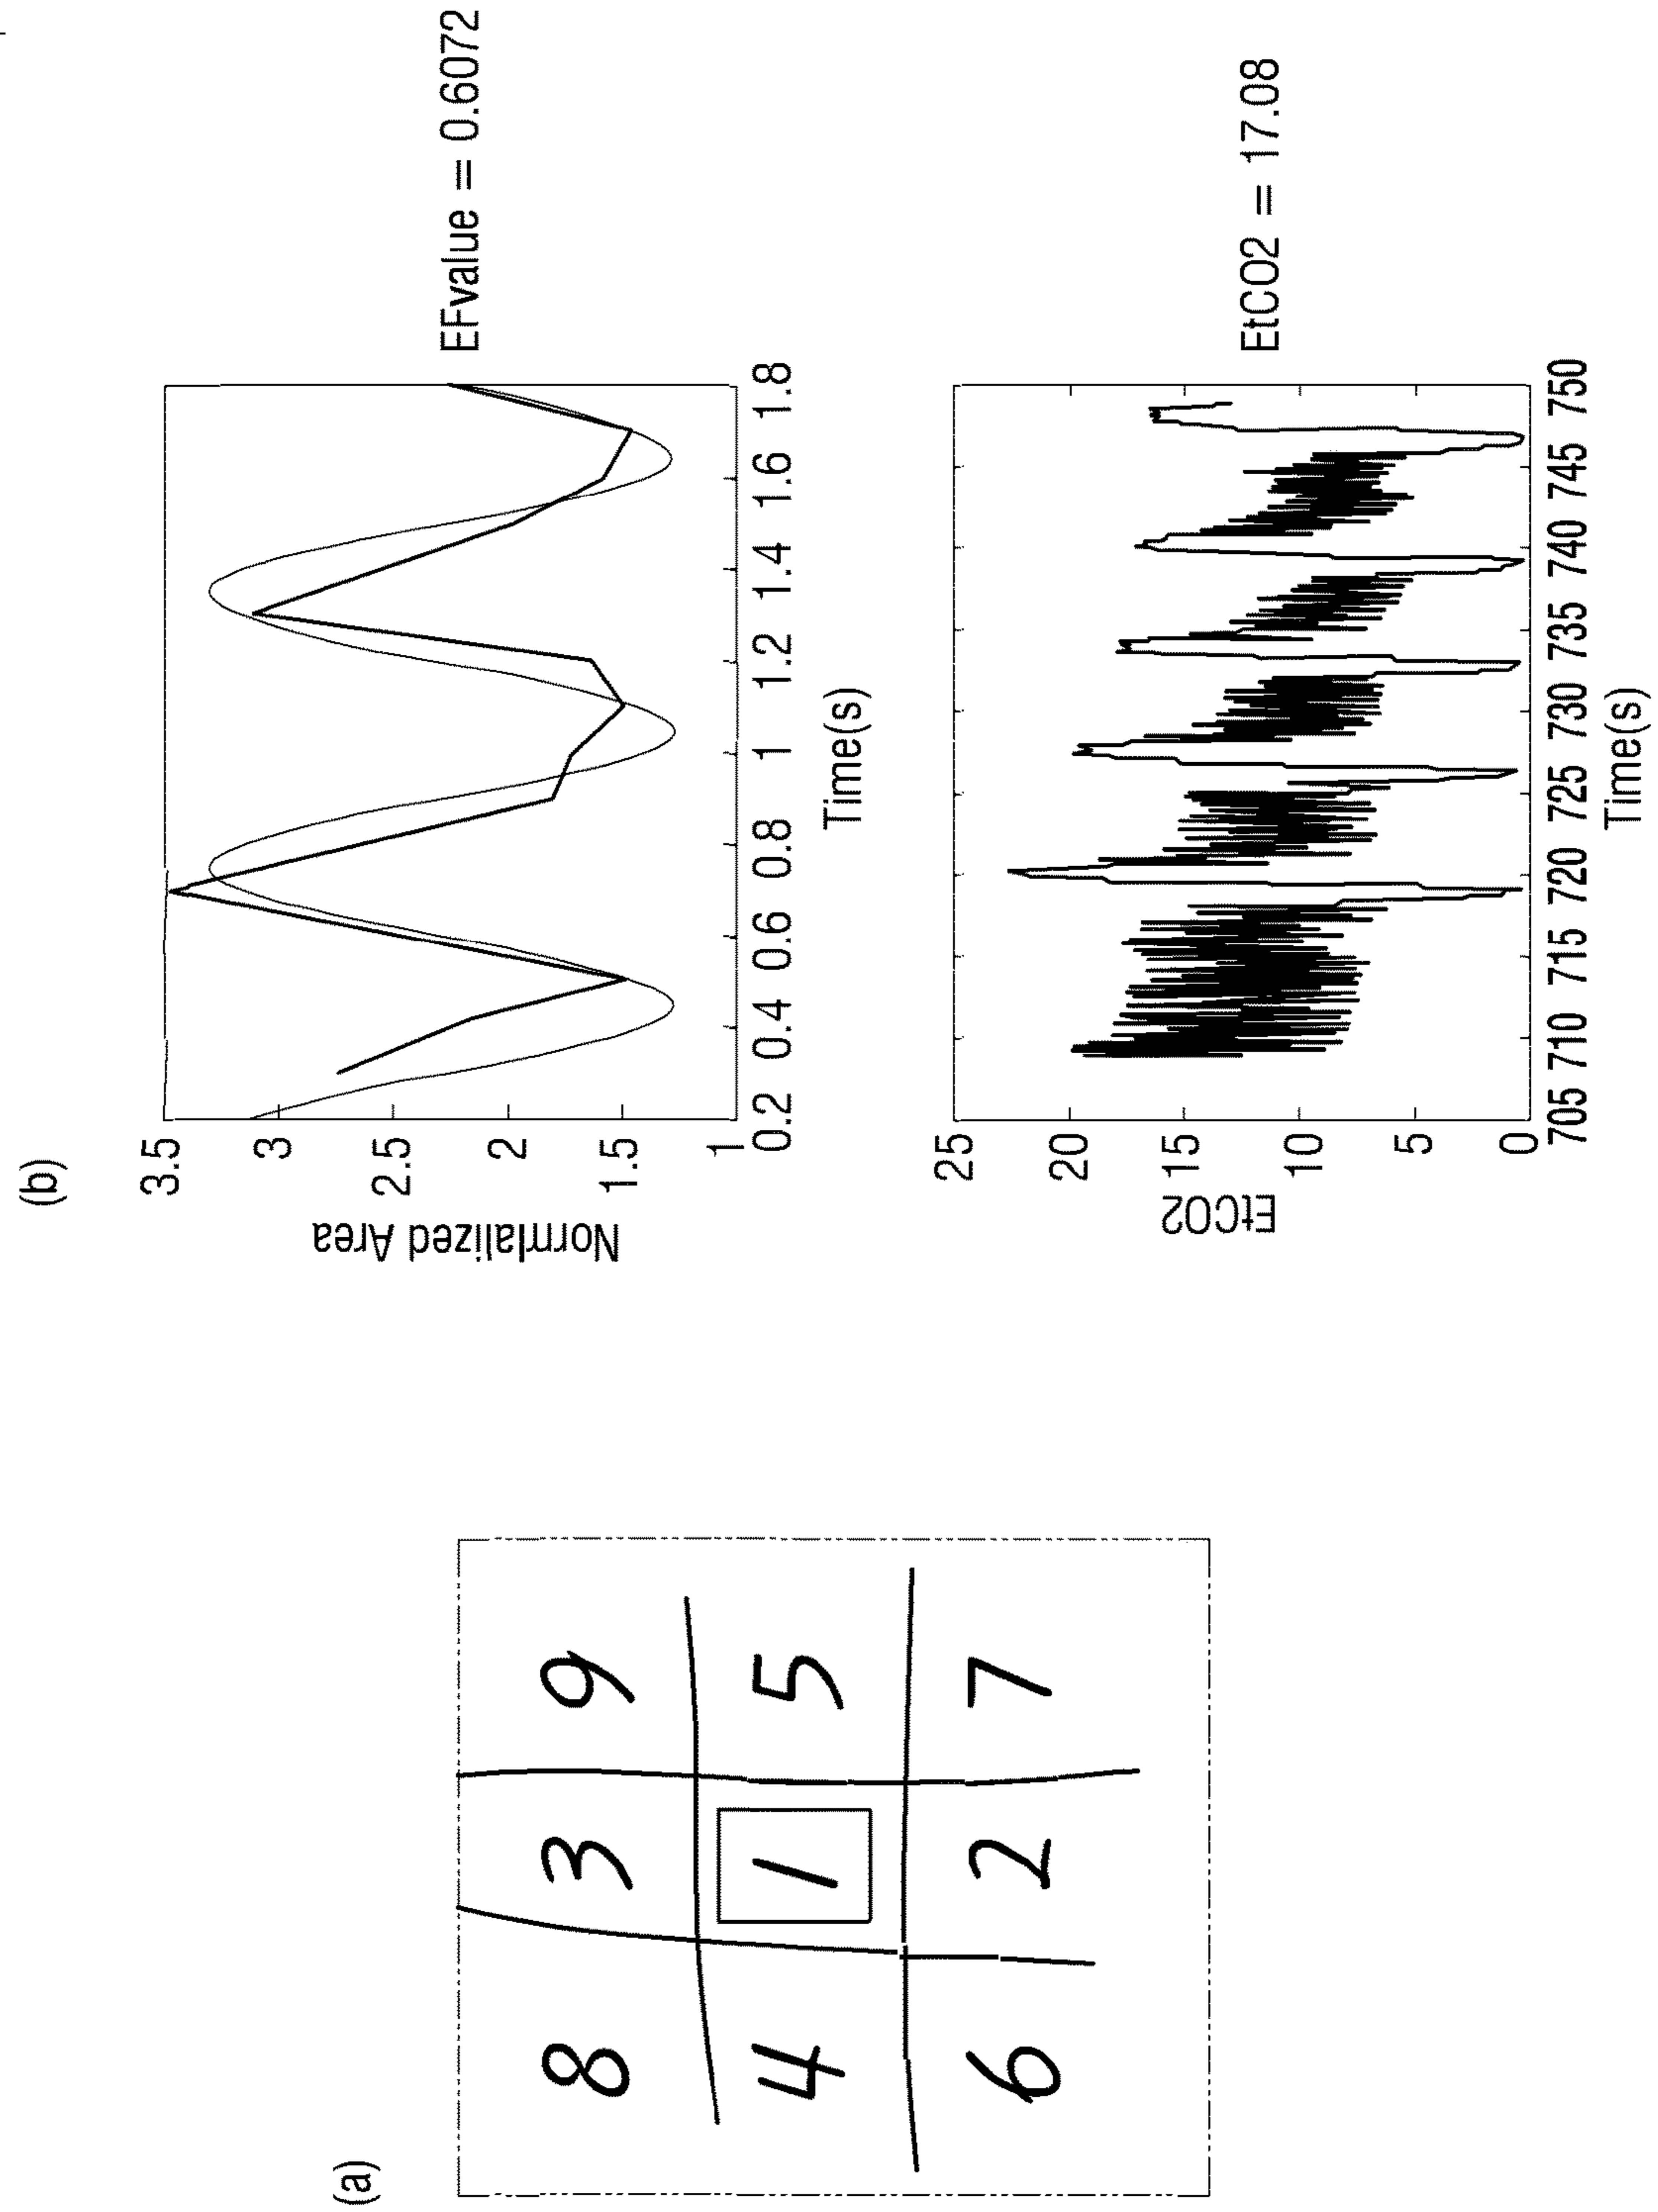 (a)
8 3 9
4 1 5
6 2 7
(b)
Normlalized Area
3.5
3
2.5
2
1.5
1
0.2 0.4 0.6 0.8 1 1.2 1.4 1.6 1.8
Time(s)
EFvalue = 0.6072
EtCO2
25
20
15
10
5
0
705 710 715 720 725 730 735 740 745 750
Time(s)
EtCO2 = 17.08